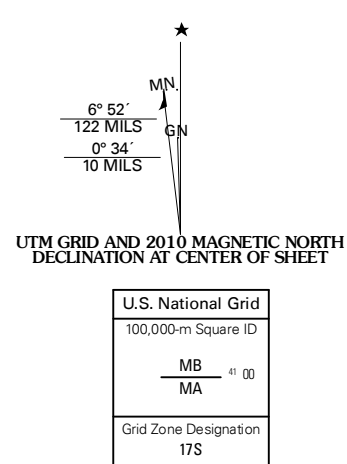 ★
MN
6° 52´
122 MILS
GN
0° 34´
10 MILS
UTM GRID AND 2010 MAGNETIC NORTH
DECLINATION AT CENTER OF SHEET
U.S. National Grid
100,000-m Square ID
MB
41 00
MA
Grid Zone Designation
17S